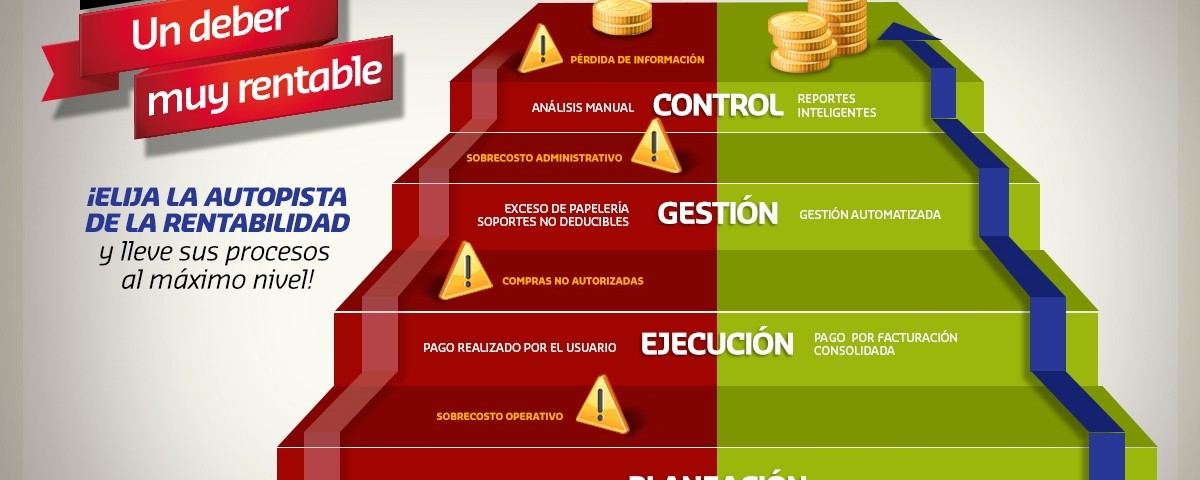 Un deber
muy rentable
¡ELIJA LA AUTOPISTA
DE LA RENTABILIDAD
y lleve sus procesos
al máximo nivel!
PÉRDIDA DE INFORMACIÓN
ANÁLISIS MANUAL
CONTROL
REPORTES
INTELIGENTES
SOBRECOSTO ADMINISTRATIVO
EXCESO DE PAPELERÍA
SOPORTES NO DEDUCIBLES
GESTIÓN
GESTIÓN AUTOMATIZADA
COMPRAS NO AUTORIZADAS
PAGO REALIZADO POR EL USUARIO
EJECUCIÓN
PAGO POR FACTURACIÓN
CONSOLIDADA
SOBRECOSTO OPERATIVO
PLANEACIÓN